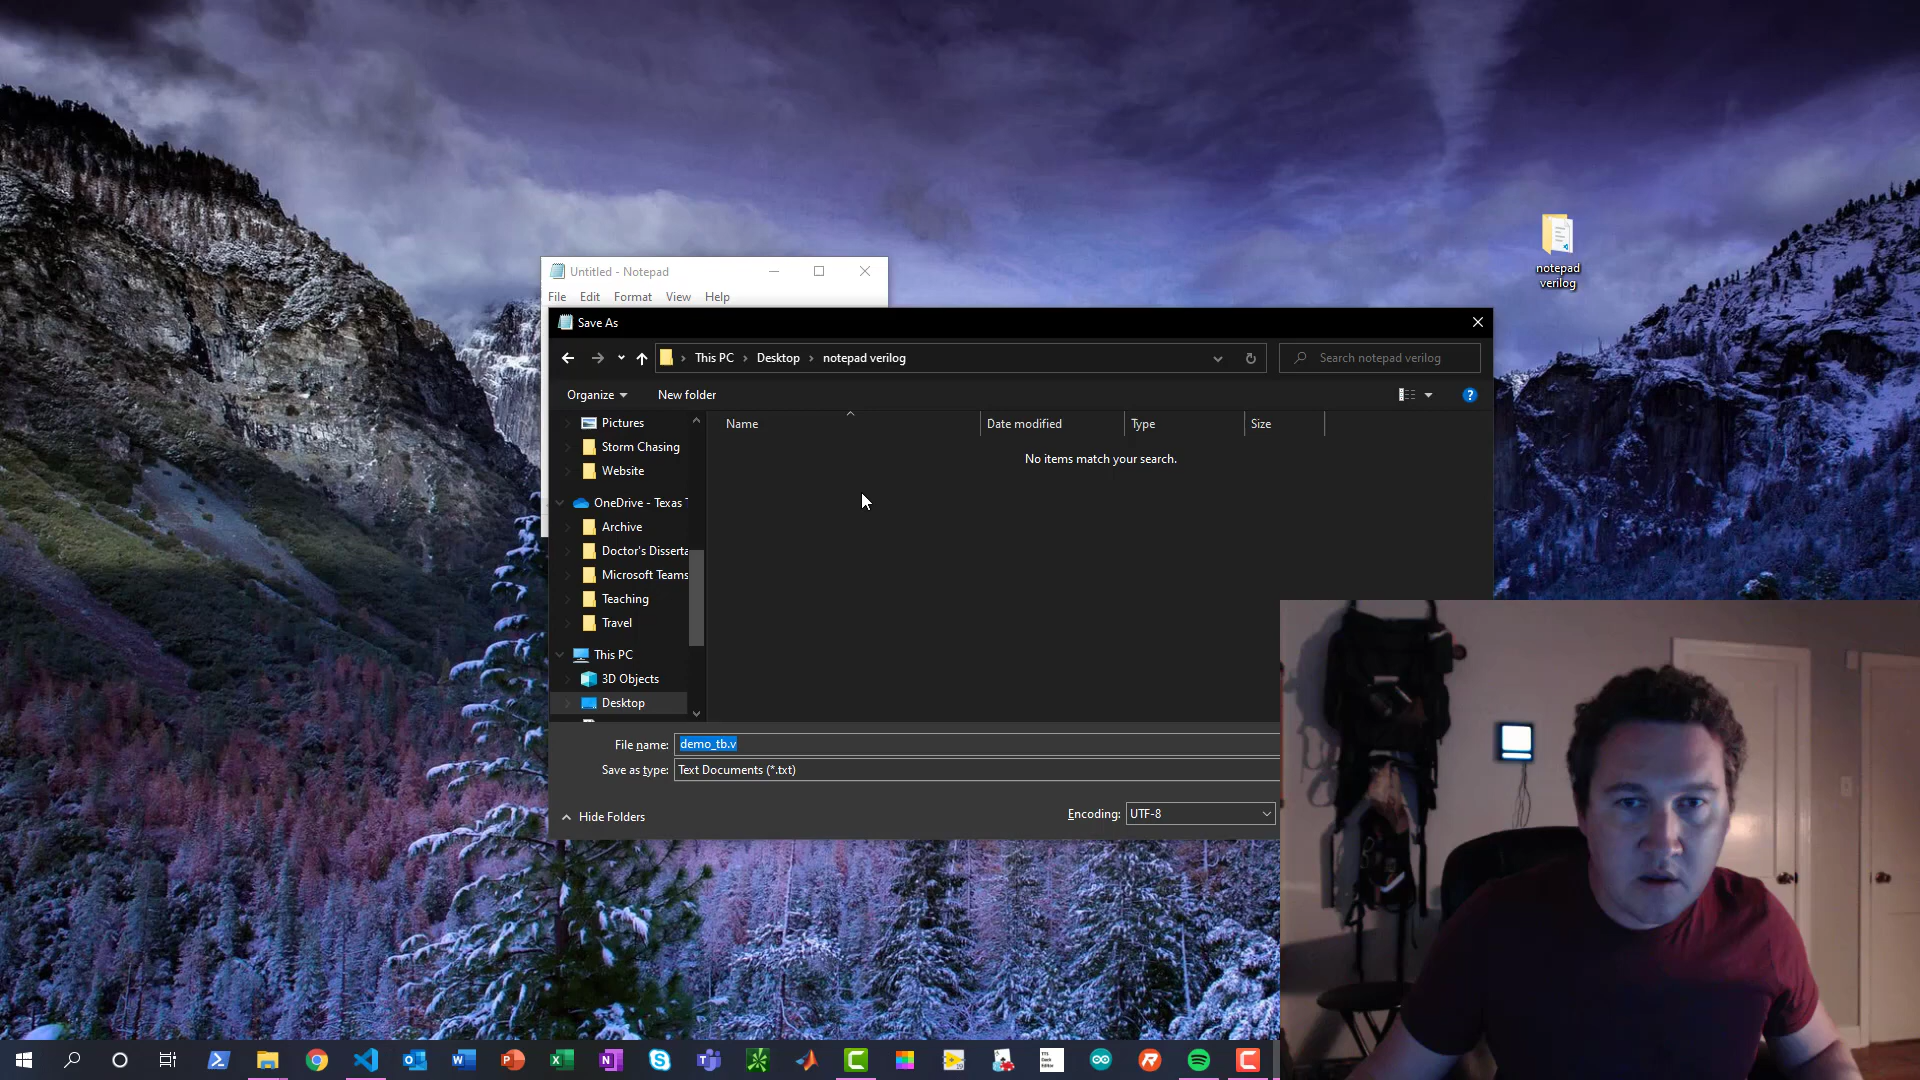 notepad
verilog
Untitled - Notepad
File Edit Format View Help
Save As
This PC Desktop notepad verilog
Search notepad verilog
Organize New folder
Name Date modified Type Size
No items match your search.
Pictures
Storm Chasing
Website
OneDrive - Texas
Archive
Doctor's Disserta
Microsoft Teams
Teaching
Travel
This PC
3D Objects
Desktop
File name: demo_tb.v
Save as type: Text Documents (*.txt)
Hide Folders
Encoding: UTF-8